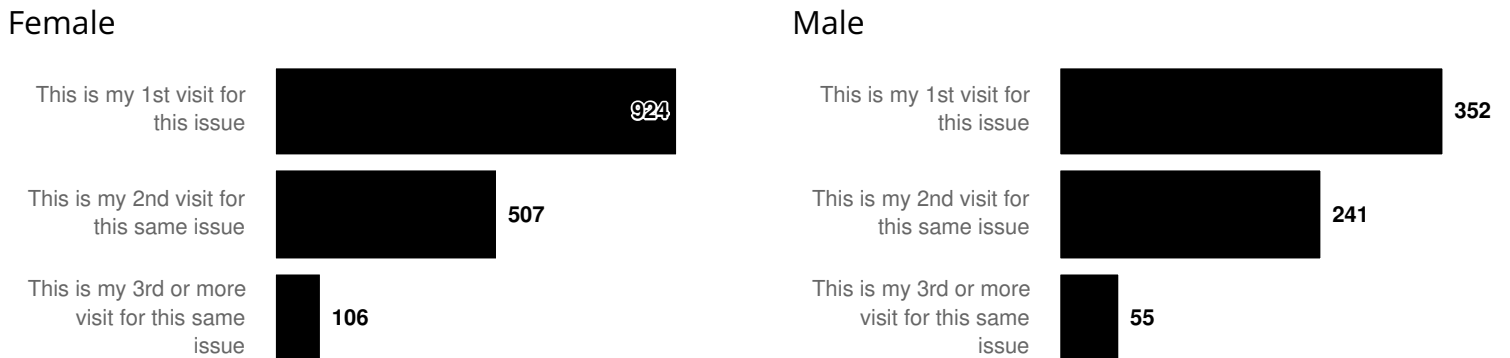 Female
This is my 1st visit for
this issue
924
This is my 2nd visit for
this same issue
507
This is my 3rd or more
visit for this same
issue
106
Male
This is my 1st visit for
this issue
352
This is my 2nd visit for
this same issue
241
This is my 3rd or more
visit for this same
issue
55